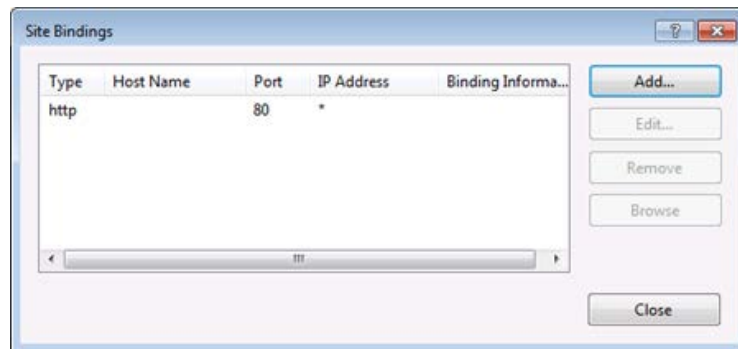 Site Bindings
?
Type Host Name Port IP Address Binding Informa...
http 80 *
Add...
Edit...
Remove
Browse
Close